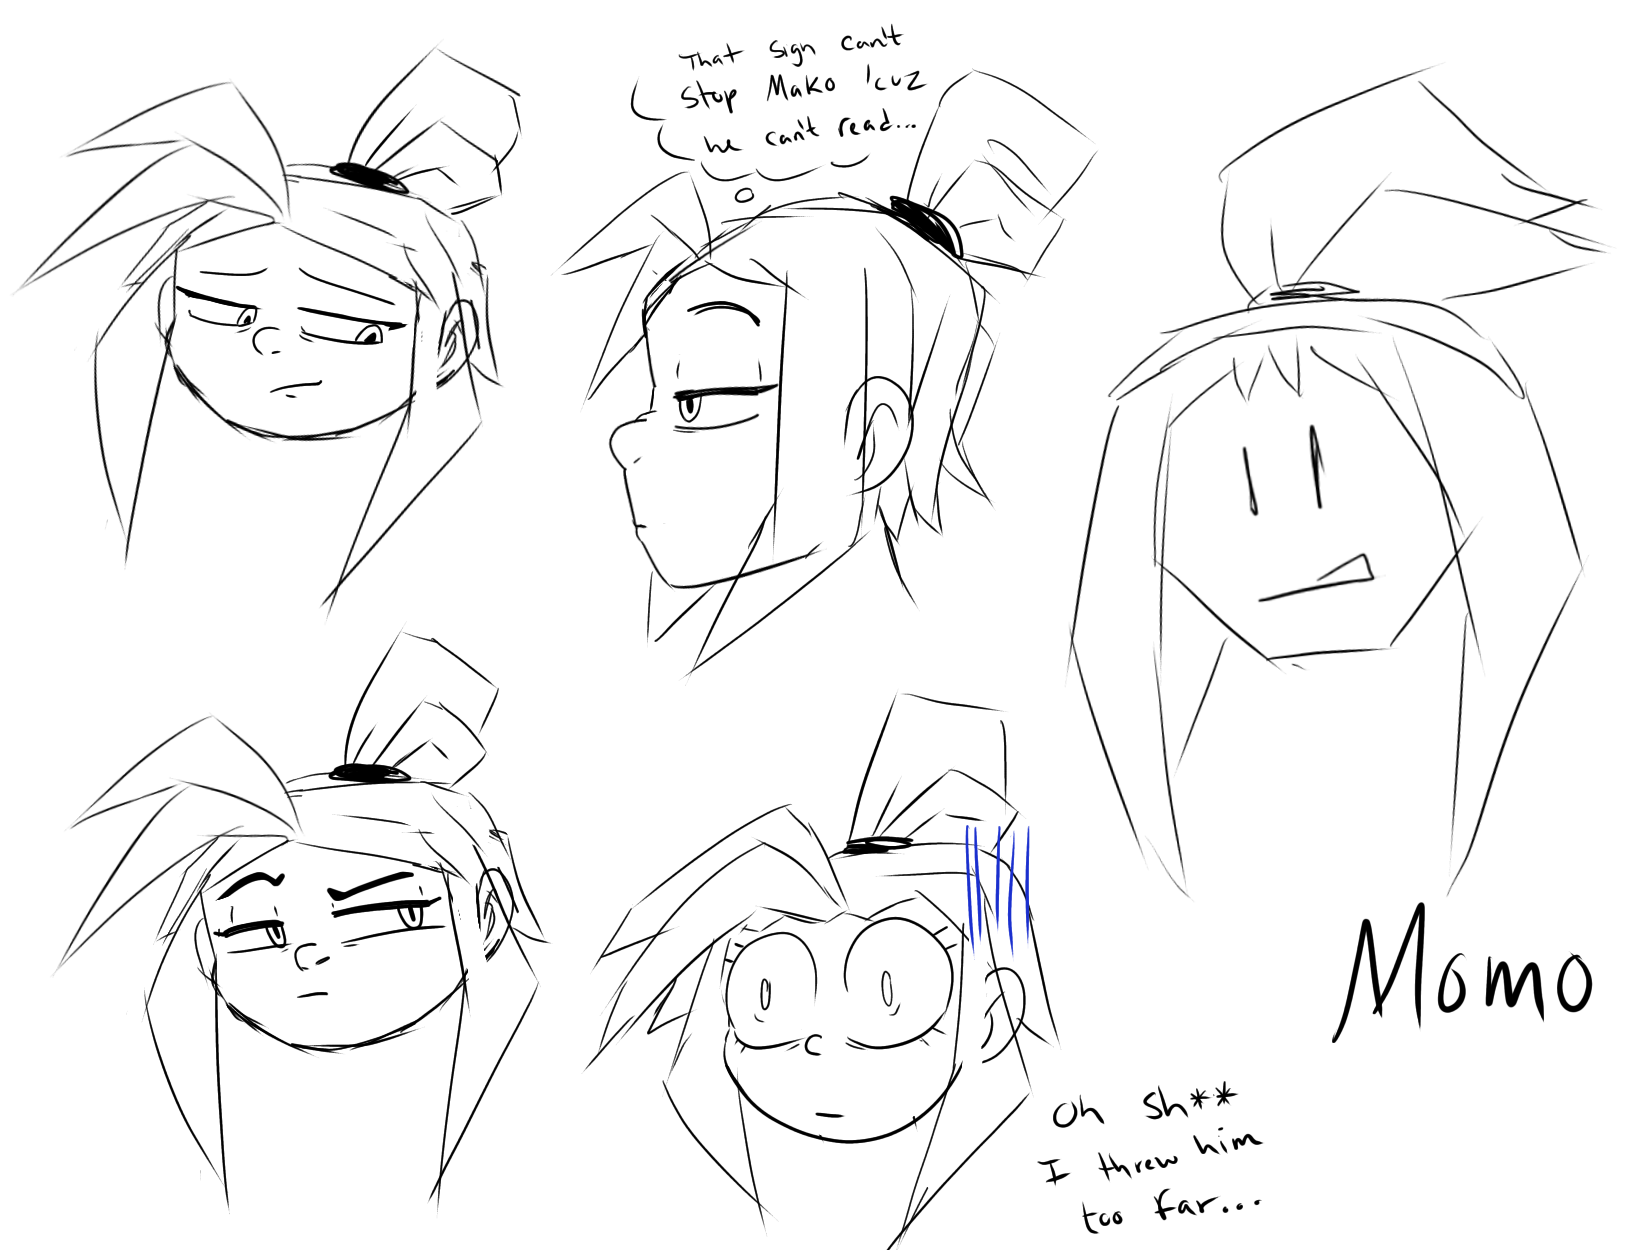 That sign can't
stop Mako 'cuz
he can't read...
Momo
Oh sh**
I threw him
too far...